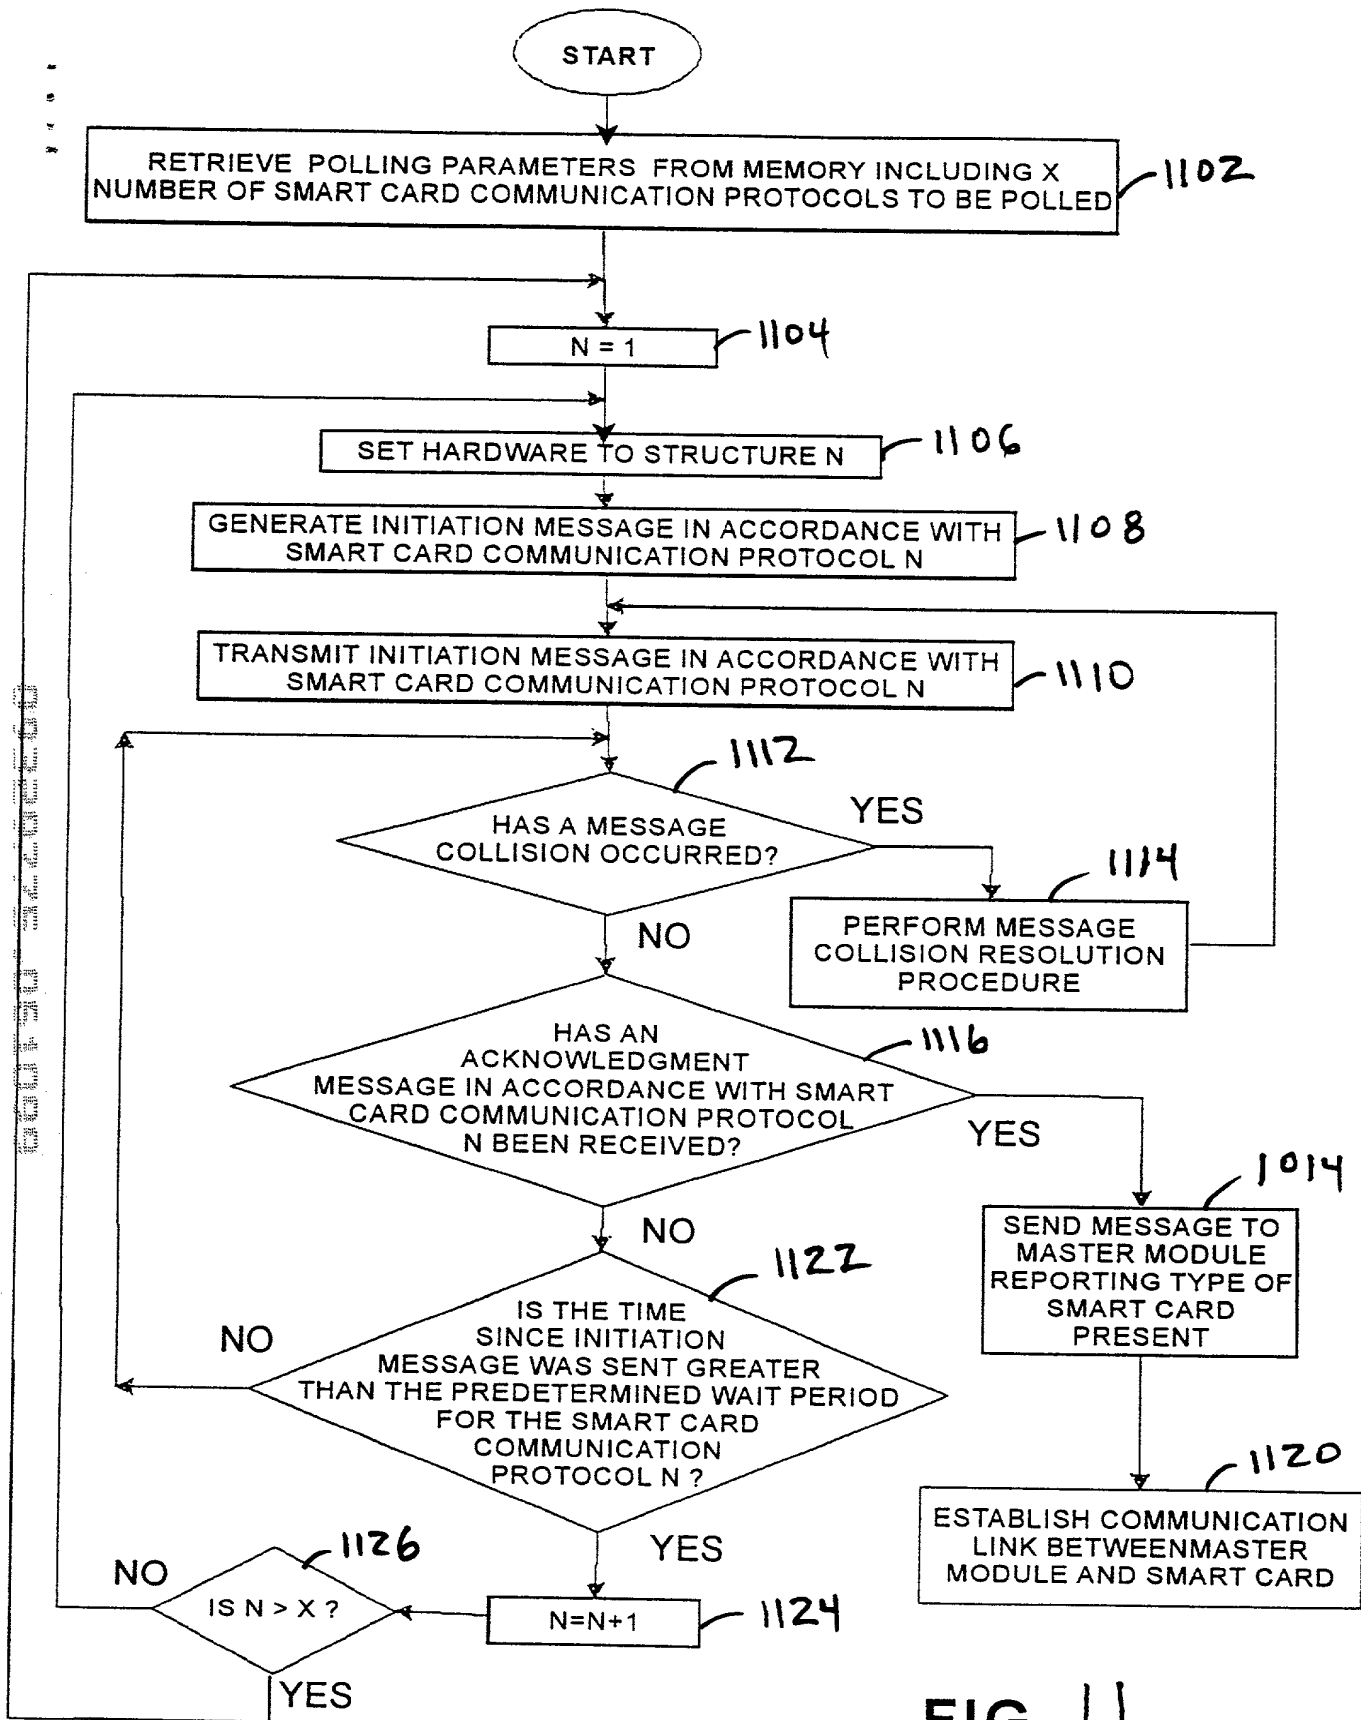 START
RETRIEVE POLLING PARAMETERS FROM MEMORY INCLUDING X
NUMBER OF SMART CARD COMMUNICATION PROTOCOLS TO BE POLLED
1102
N = 1
1104
SET HARDWARE TO STRUCTURE N
1106
GENERATE INITIATION MESSAGE IN ACCORDANCE WITH
SMART CARD COMMUNICATION PROTOCOL N
1108
TRANSMIT INITIATION MESSAGE IN ACCORDANCE WITH
SMART CARD COMMUNICATION PROTOCOL N
1110
1112
HAS A MESSAGE
COLLISION OCCURRED?
YES
NO
1114
PERFORM MESSAGE
COLLISION RESOLUTION
PROCEDURE
HAS AN
ACKNOWLEDGMENT
MESSAGE IN ACCORDANCE WITH SMART
CARD COMMUNICATION PROTOCOL
N BEEN RECEIVED?
1116
YES
NO
1014
SEND MESSAGE TO
MASTER MODULE
REPORTING TYPE OF
SMART CARD
PRESENT
1122
IS THE TIME
SINCE INITIATION
MESSAGE WAS SENT GREATER
THAN THE PREDETERMINED WAIT PERIOD
FOR THE SMART CARD
COMMUNICATION
PROTOCOL N ?
NO
YES
1120
ESTABLISH COMMUNICATION
LINK BETWEENMASTER
MODULE AND SMART CARD
1126
NO
IS N > X ?
N=N+1
1124
YES
FIG. 11